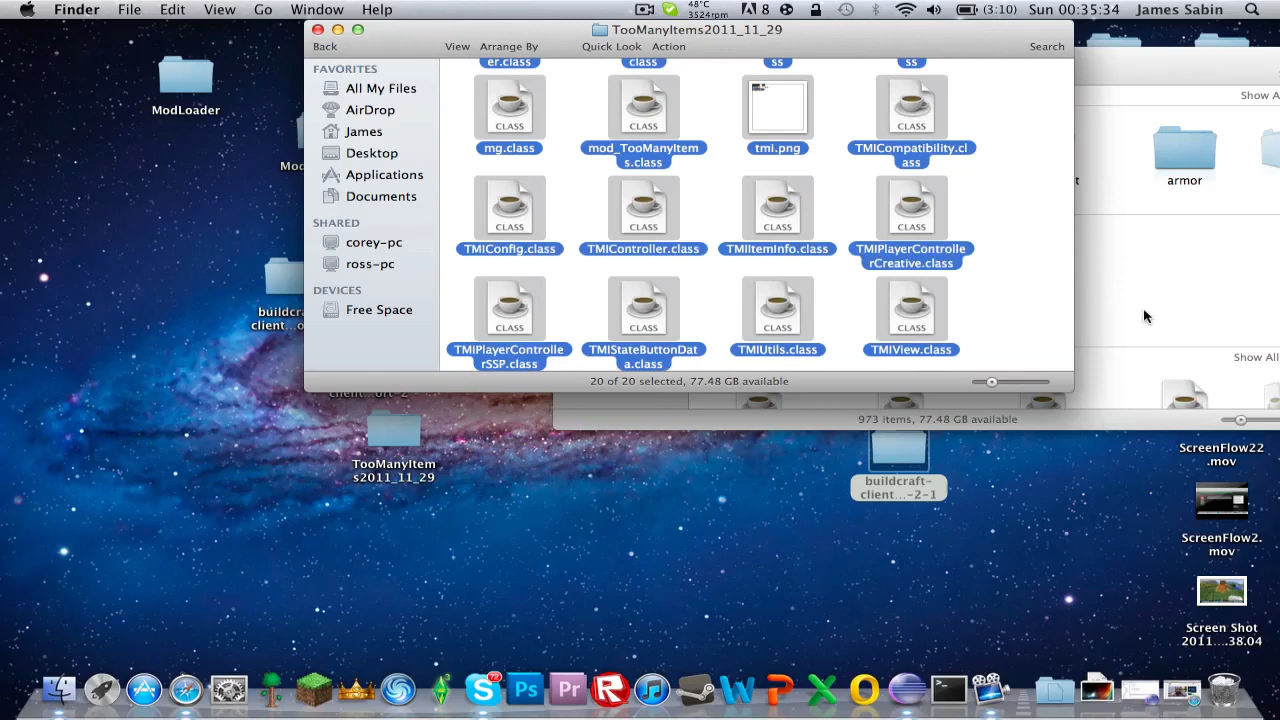 Finder File Edit View Go Window Help 48°C 3524rpm 8 (3:10) Sun 00:35:34 James Sabin
TooManyItems2011_11_29
Back View Arrange By Quick Look Action Search
FAVORITES
All My Files
AirDrop
James
Desktop
Applications
Documents
SHARED
corey-pc
ross-pc
DEVICES
Free Space
er.class class ss ss
CLASS CLASS CLASS
mg.class
mod_TooManyItem
s.class
tmi.png
TMICompatibility.cl
ass
CLASS CLASS CLASS CLASS
TMIConfig.class
TMIController.class
TMIItemInfo.class
TMIPlayerControlle
rCreative.class
CLASS CLASS CLASS CLASS
TMIPlayerControlle
rSSP.class
TMIStateButtonDat
a.class
TMIUtils.class
TMIView.class
20 of 20 selected, 77.48 GB available
Show A
t
armor
Show All
973 items, 77.48 GB available
ModLoader
Mod
buildcr
client...o
TooManyItem
s2011_11_29
buildcraft-
client...-2-1
ScreenFlow22
.mov
ScreenFlow2.
mov
Screen Shot
2011...38.04
72
Ps
Pr